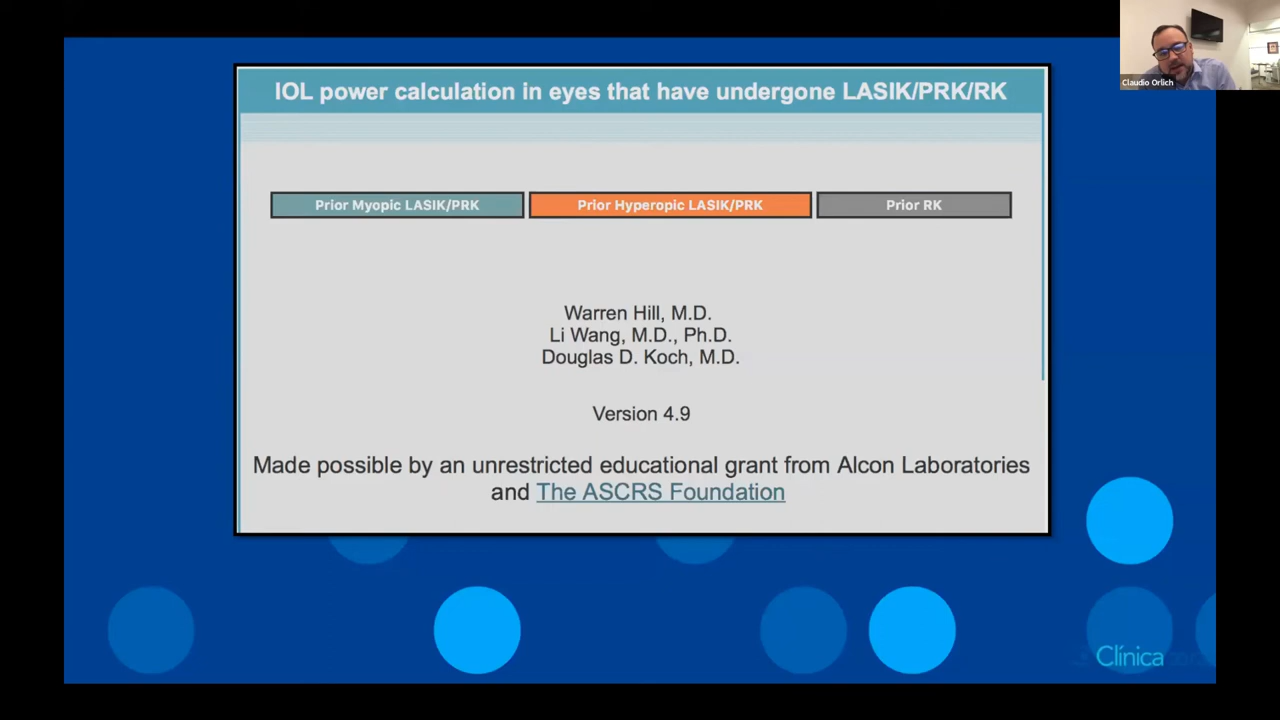 IOL power calculation in eyes that have undergone LASIK/PRK/RK
Prior Myopic LASIK/PRK
Prior Hyperopic LASIK/PRK
Prior RK
Warren Hill, M.D.
Li Wang, M.D., Ph.D.
Douglas D. Koch, M.D.
Version 4.9
Made possible by an unrestricted educational grant from Alcon Laboratories
and The ASCRS Foundation
Claudio Orlich
Clínica